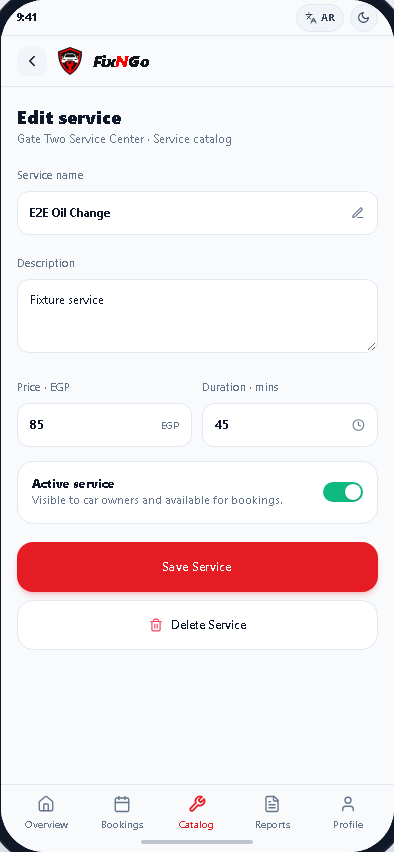 9:41
AR
FixNGo
Edit service
Gate Two Service Center · Service catalog
Service name
E2E Oil Change
Description
Fixture service
Price · EGP
Duration · mins
85 EGP
45
Active service
Visible to car owners and available for bookings.
Save Service
Delete Service
Overview
Bookings
Catalog
Reports
Profile